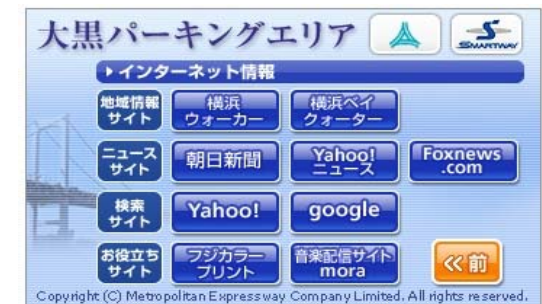 大黒パーキングエリア
SMARTWAY
インターネット情報
地域情報
サイト
横浜
ウォーカー
横浜ベイ
クォーター
ニュース
サイト
朝日新聞
Yahoo!
ニュース
Foxnews
.com
検索
サイト
Yahoo!
google
お役立ち
サイト
フジカラー
プリント
音楽配信サイト
mora
≪前
Copyright (C) Metropolitan Expressway Company Limited. All rights reserved.